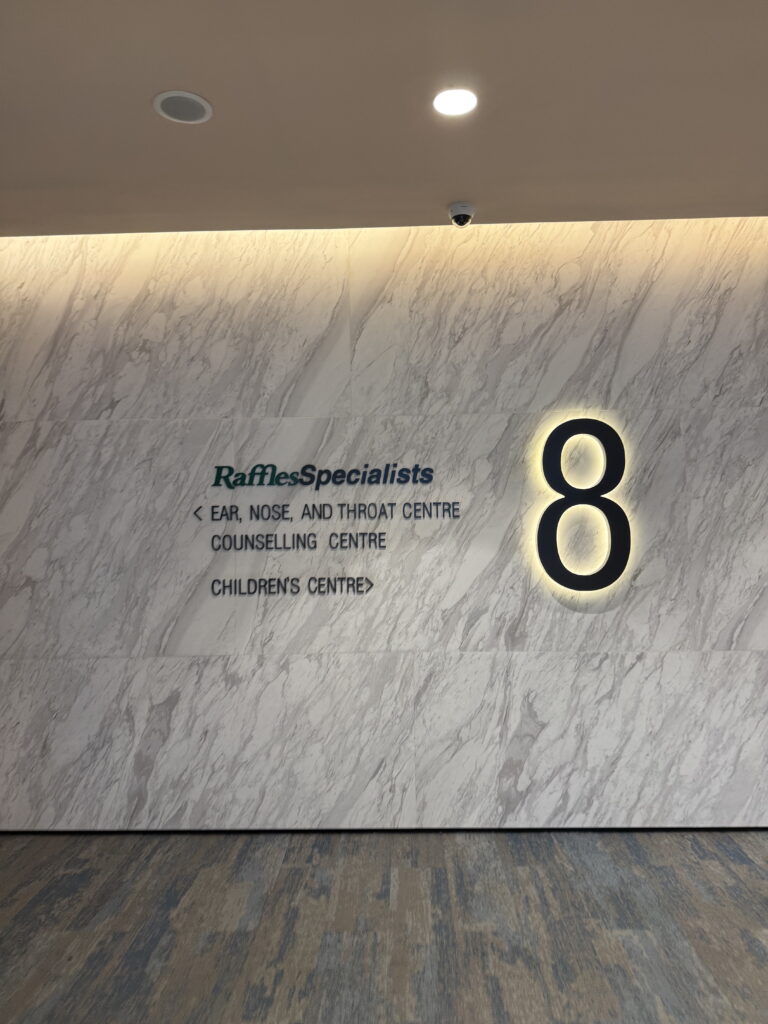 RafflesSpecialists
< EAR, NOSE, AND THROAT CENTRE
COUNSELLING CENTRE
CHILDREN'S CENTRE>
8